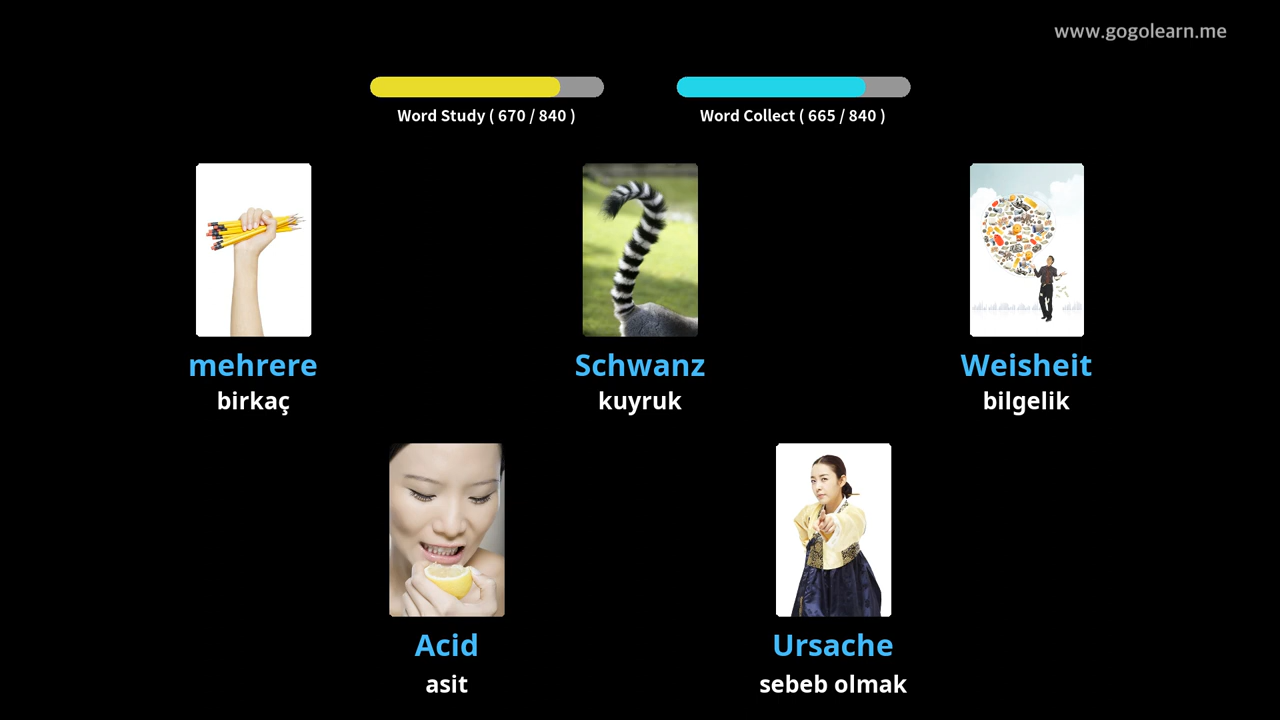 www.gogolearn.me
Word Study ( 670 / 840 )
Word Collect ( 665 / 840 )
mehrere
birkaç
Schwanz
kuyruk
Weisheit
bilgelik
Acid
asit
Ursache
sebeb olmak